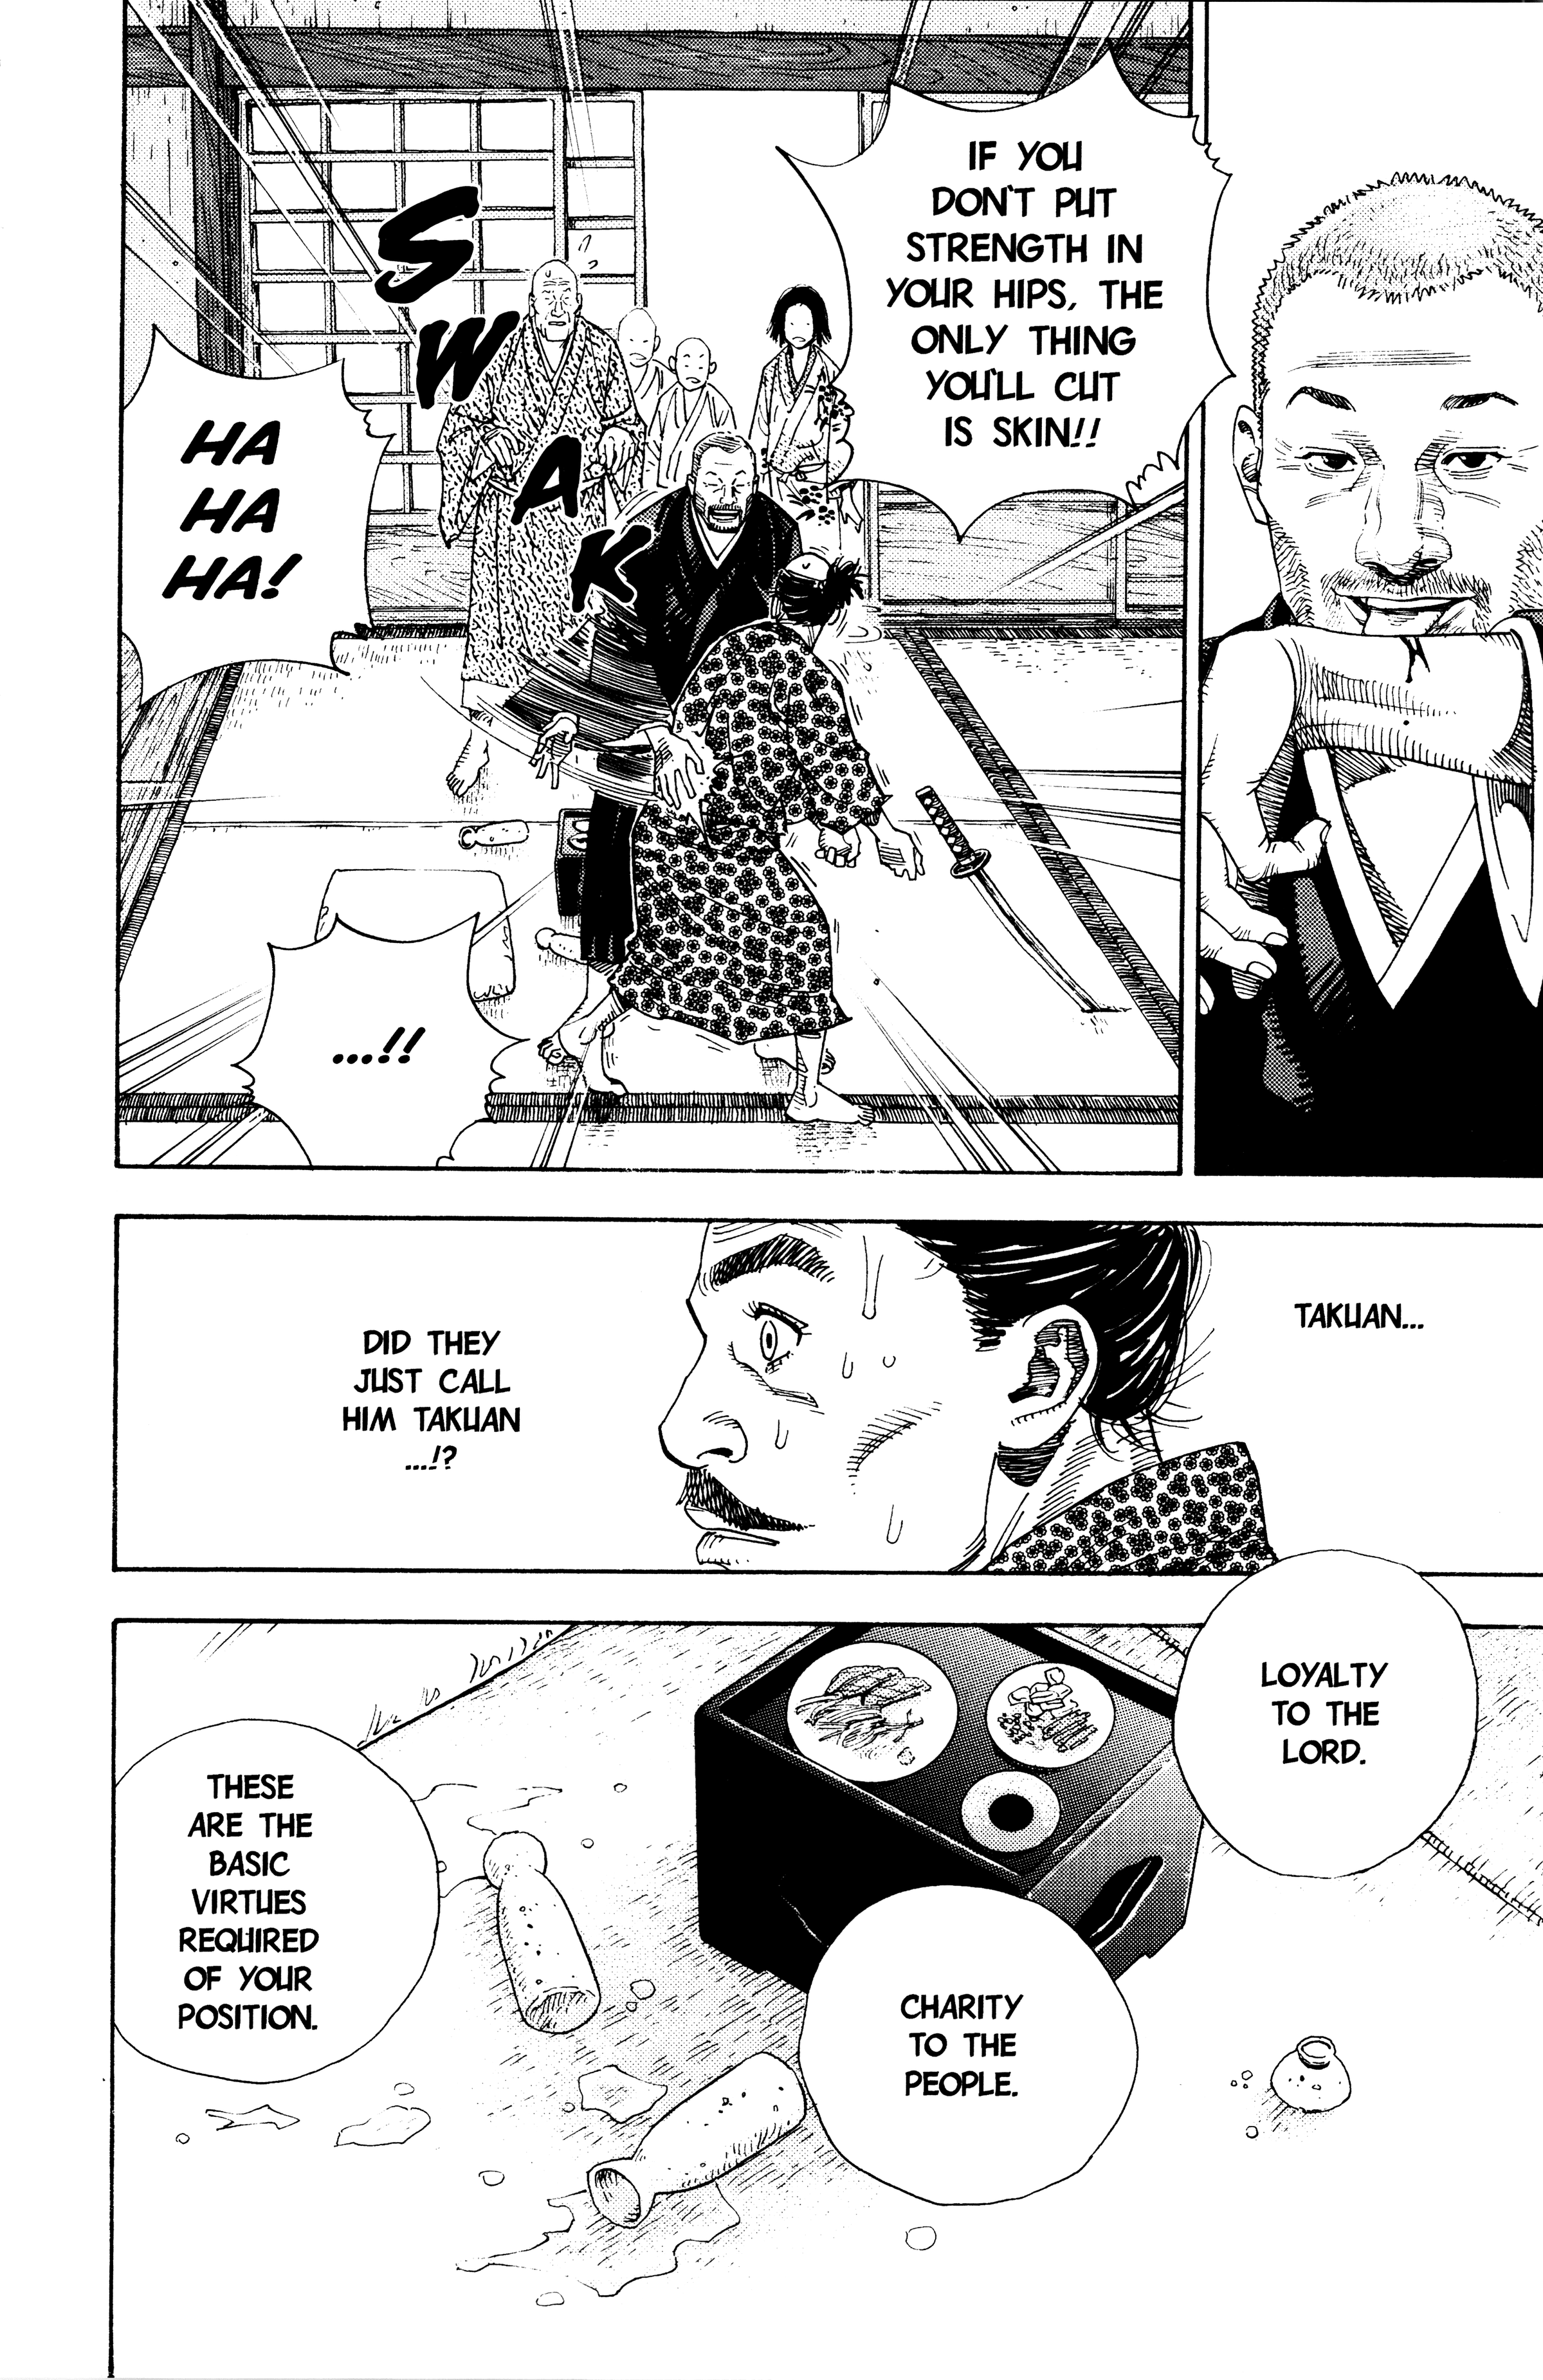 IF YOU
DON'T PUT
STRENGTH IN
YOUR HIPS, THE
ONLY THING
YOU'LL CUT
IS SKIN!!
SWAK
HA
HA
HA!
...!!
TAKUAN...
DID THEY
JUST CALL
HIM TAKUAN
...!?
LOYALTY
TO THE
LORD.
CHARITY
TO THE
PEOPLE.
THESE
ARE THE
BASIC
VIRTUES
REQUIRED
OF YOUR
POSITION.